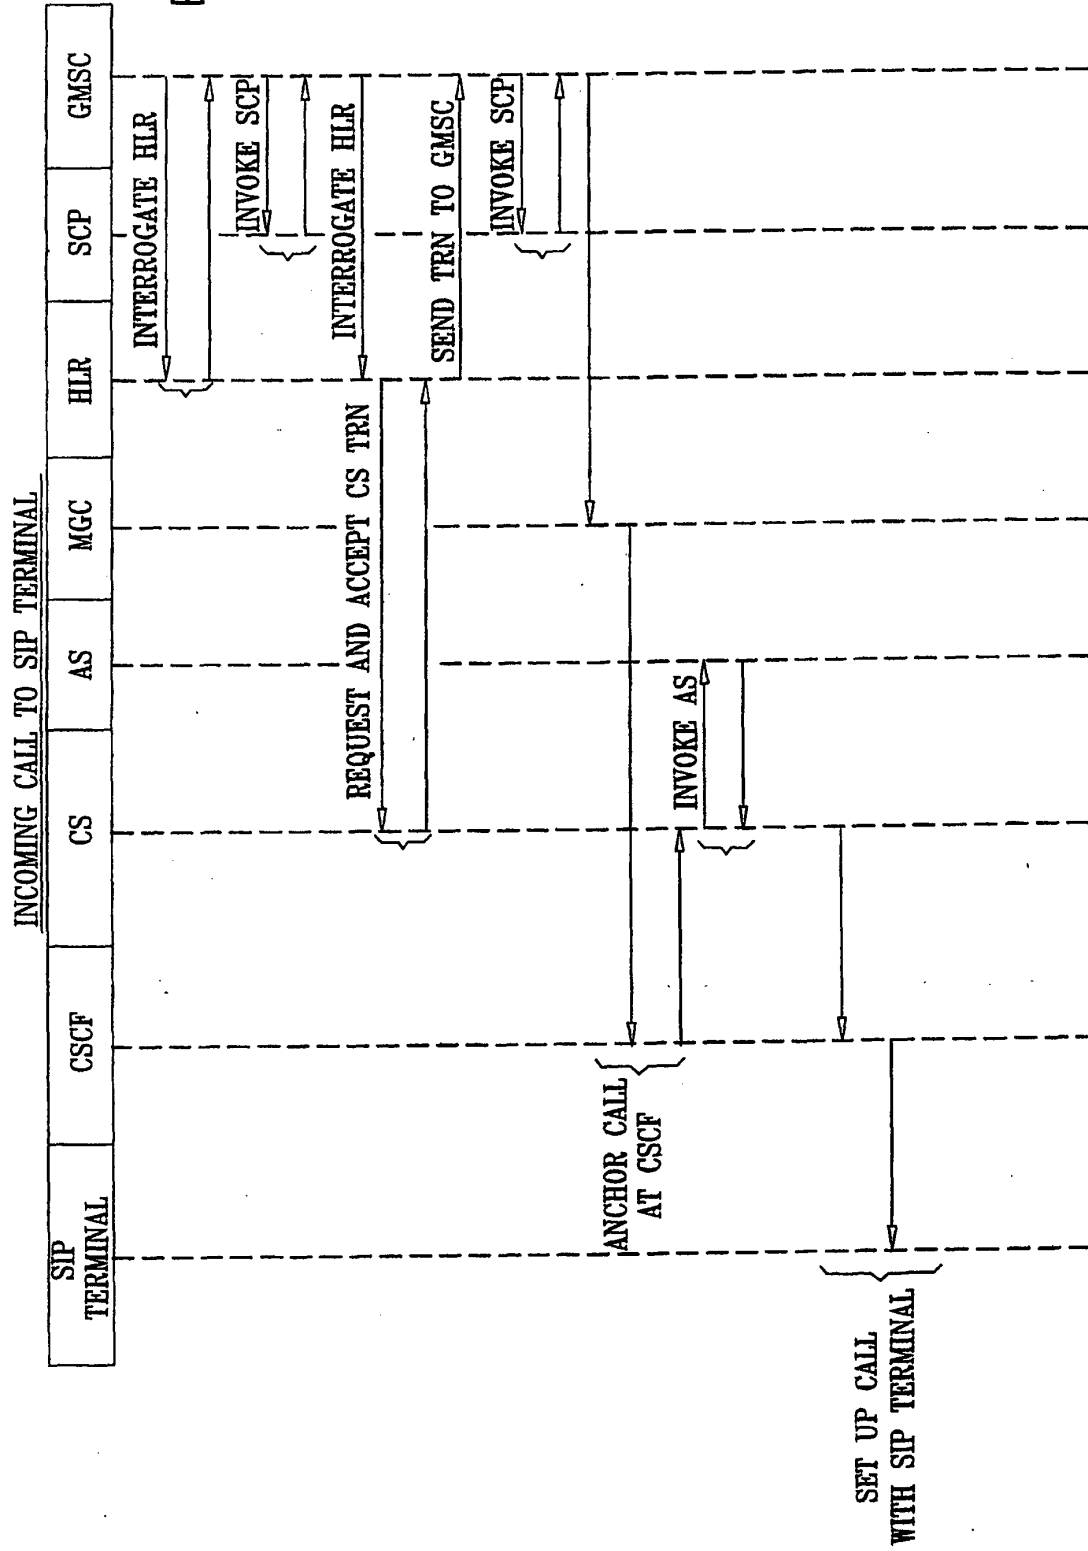 INCOMING CALL TO SIP TERMINAL
SIP
TERMINAL
CSCF
CS
AS
MGC
HLR
SCP
GMSC
INTERROGATE HLR
INVOKE SCP
INTERROGATE HLR
REQUEST AND ACCEPT CS TRN
SEND TRN TO GMSC
INVOKE SCP
ANCHOR CALL
AT CSCF
INVOKE AS
SET UP CALL
WITH SIP TERMINAL